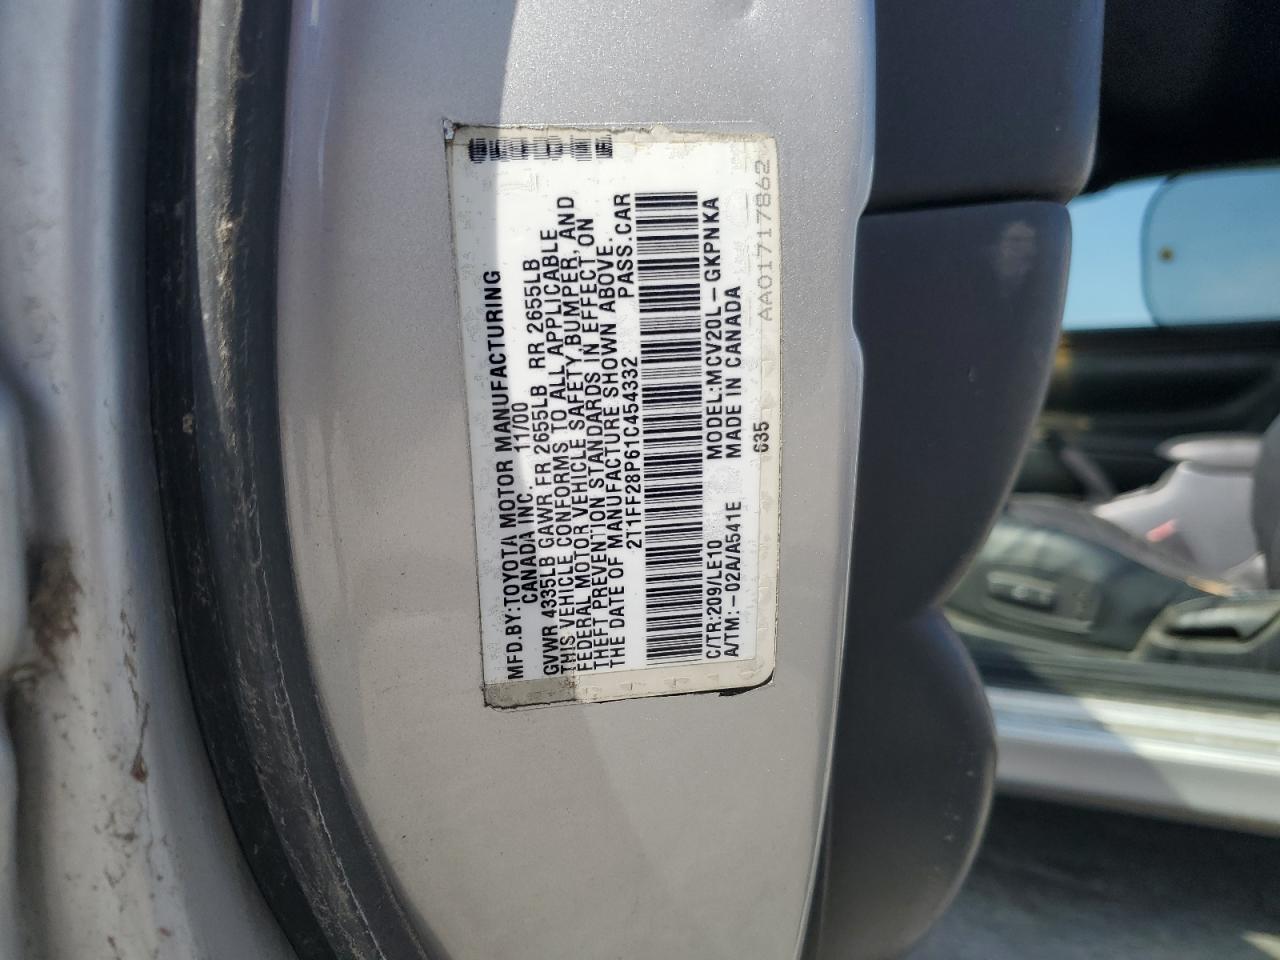 MFD.BY:TOYOTA MOTOR MANUFACTURING
CANADA INC. 11/00
GVWR 4335LB GAWR FR 2655LB RR 2655LB
THIS VEHICLE CONFORMS TO ALL APPLICABLE
FEDERAL MOTOR VEHICLE SAFETY, BUMPER, AND
THEFT PREVENTION STANDARDS IN EFFECT ON
THE DATE OF MANUFACTURE SHOWN ABOVE.
2T1FF28P61C454332 PASS.CAR
C/TR:209/LE10 MODEL:MCV20L-GKPNKA
A/TM:-02A/A541E MADE IN CANADA
635 AA01717862